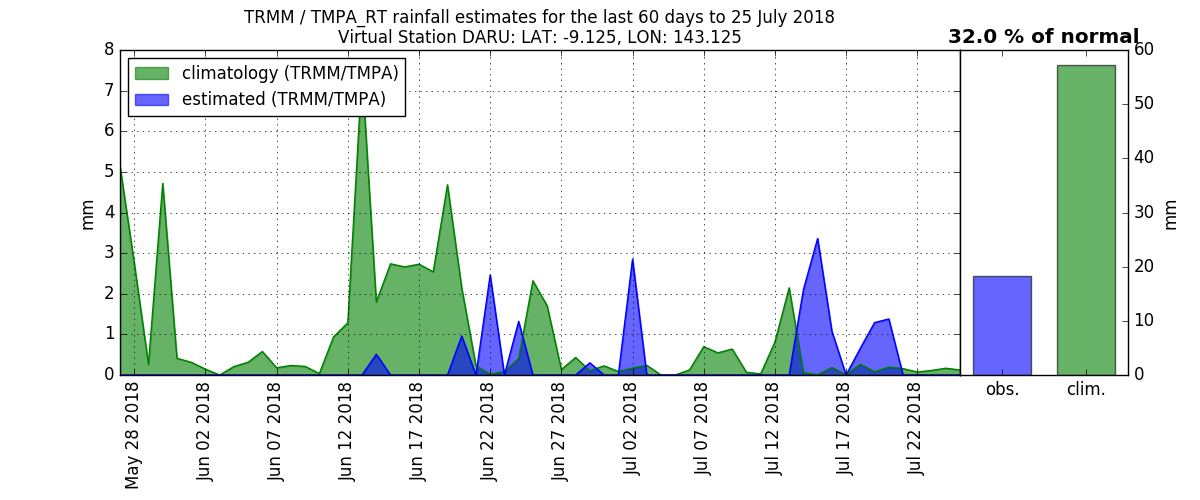 TRMM / TMPA_RT rainfall estimates for the last 60 days to 25 July 2018
Virtual Station DARU: LAT: -9.125, LON: 143.125
32.0 % of normal
climatology (TRMM/TMPA)
estimated (TRMM/TMPA)
8
7
6
5
4
3
2
1
0
mm
May 28 2018
Jun 02 2018
Jun 07 2018
Jun 12 2018
Jun 17 2018
Jun 22 2018
Jun 27 2018
Jul 02 2018
Jul 07 2018
Jul 12 2018
Jul 17 2018
Jul 22 2018
60
50
40
30
20
10
0
mm
obs.
clim.